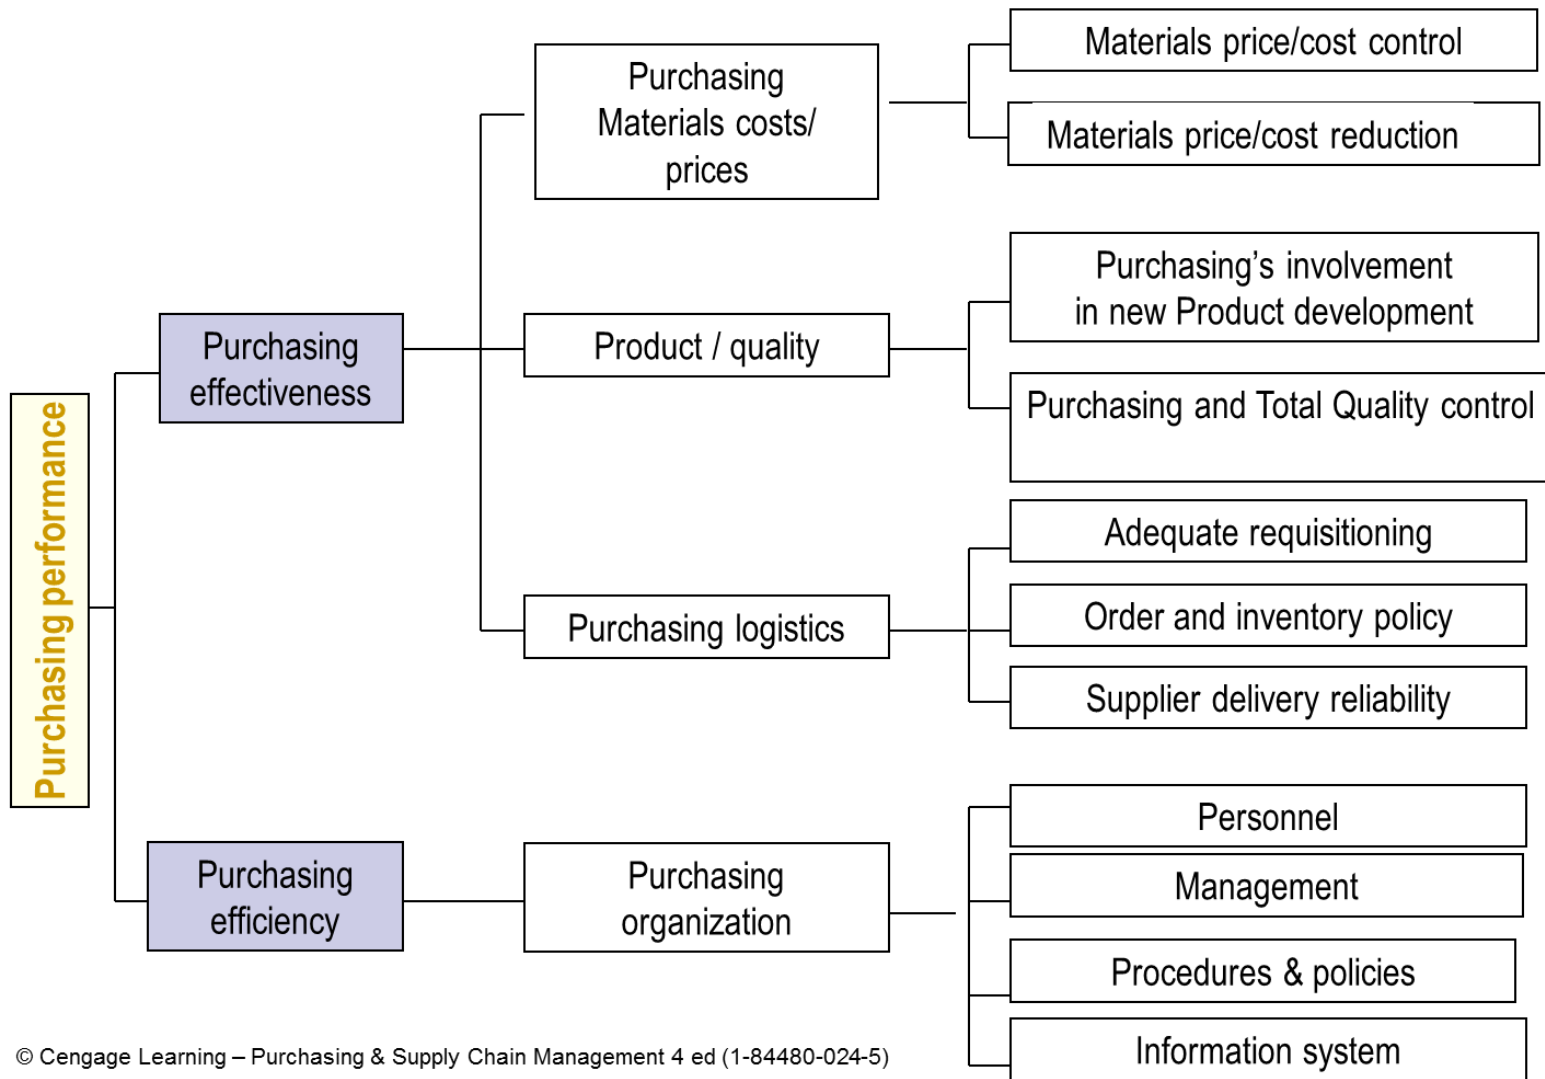 Purchasing performance
Purchasing
effectiveness
Purchasing
efficiency
Purchasing
Materials costs/
prices
Product / quality
Purchasing logistics
Purchasing
organization
Materials price/cost control
Materials price/cost reduction
Purchasing’s involvement
in new Product development
Purchasing and Total Quality control
Adequate requisitioning
Order and inventory policy
Supplier delivery reliability
Personnel
Management
Procedures & policies
Information system
© Cengage Learning – Purchasing & Supply Chain Management 4 ed (1-84480-024-5)